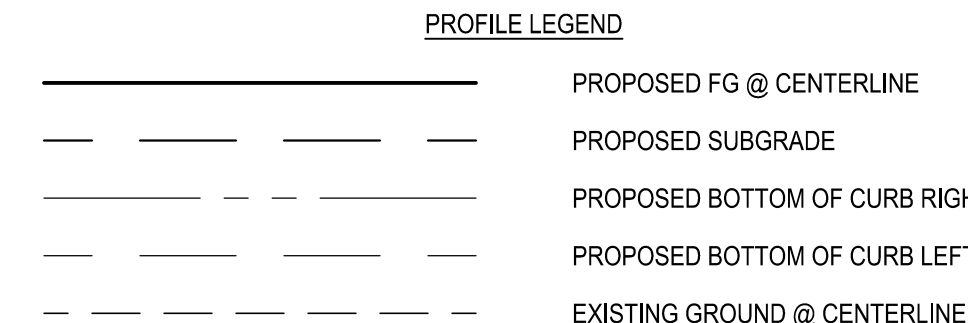 PROFILE LEGEND
PROPOSED FG @ CENTERLINE
PROPOSED SUBGRADE
PROPOSED BOTTOM OF CURB RIGH
PROPOSED BOTTOM OF CURB LEFT
EXISTING GROUND @ CENTERLINE